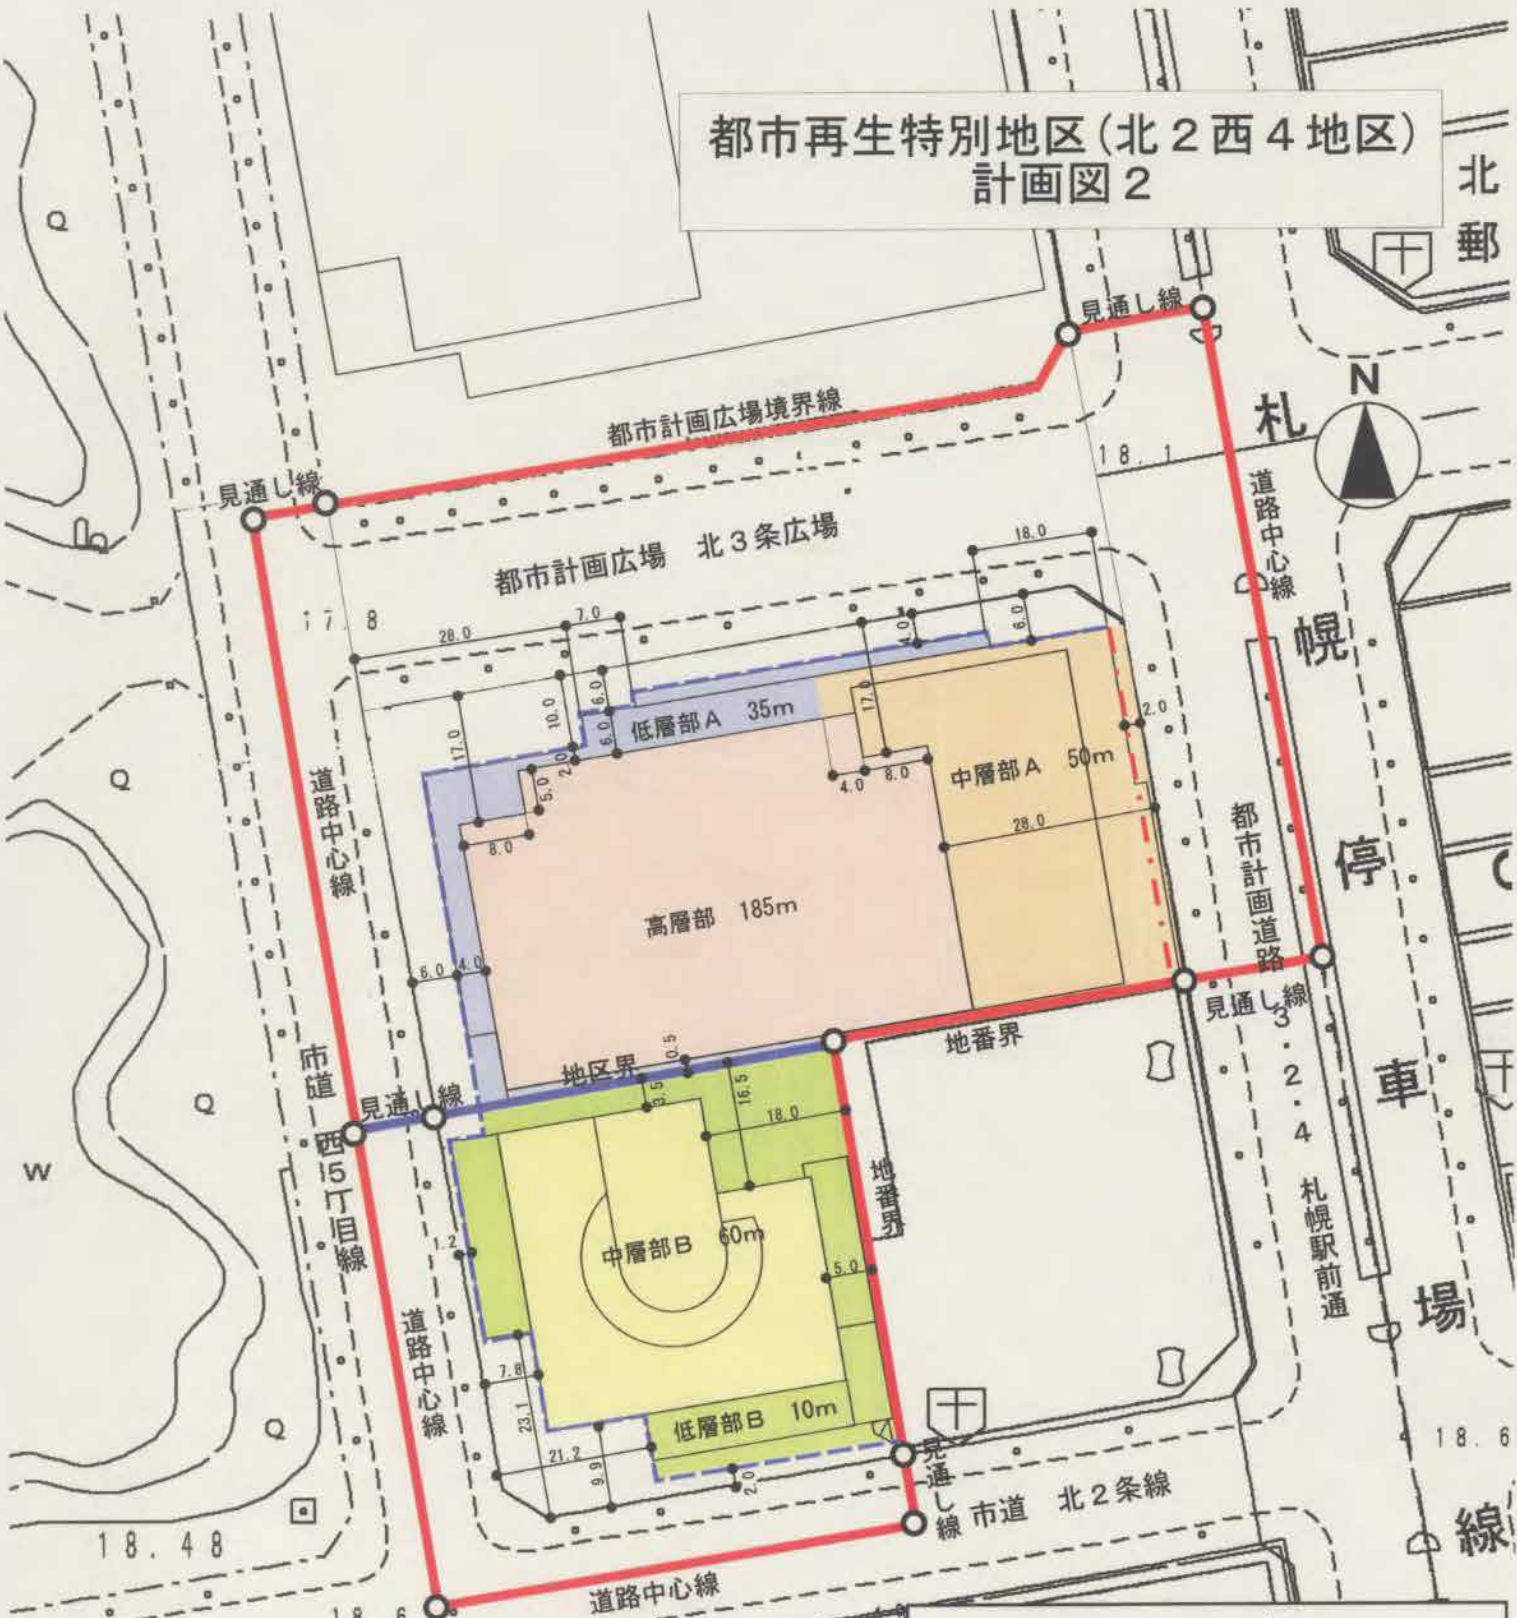 都市再生特別地区(北2西4地区)
計画図2
北
郵
Q
見通し線
N
札
都市計画広場境界線
18.1
見通し線
道路中心線
都市計画広場 北3条広場
18.0
17.8
28.0
7.0
4.0
6.0
幌
10.0
6.0
17.0
低層部A 35m
17.0
6.0
2.0
2.0
5.0
中層部A 50m
4.0
8.0
Q
道路中心線
8.0
28.0
都市計画道路 3・2・4 札幌駅前通
停
高層部 185m
6.0
4.0
見通し線
地番界
0.5
地区界
市道 西5丁目線
見通し線
3.5
16.5
18.0
車
Q
W
地番界
1.2
中層部B 60m
5.0
場
道路中心線
7.8
23.1
低層部B 10m
21.2
9.9
2.0
Q
見通し線
18.6
市道 北2条線
線
18.48
道路中心線
18.6